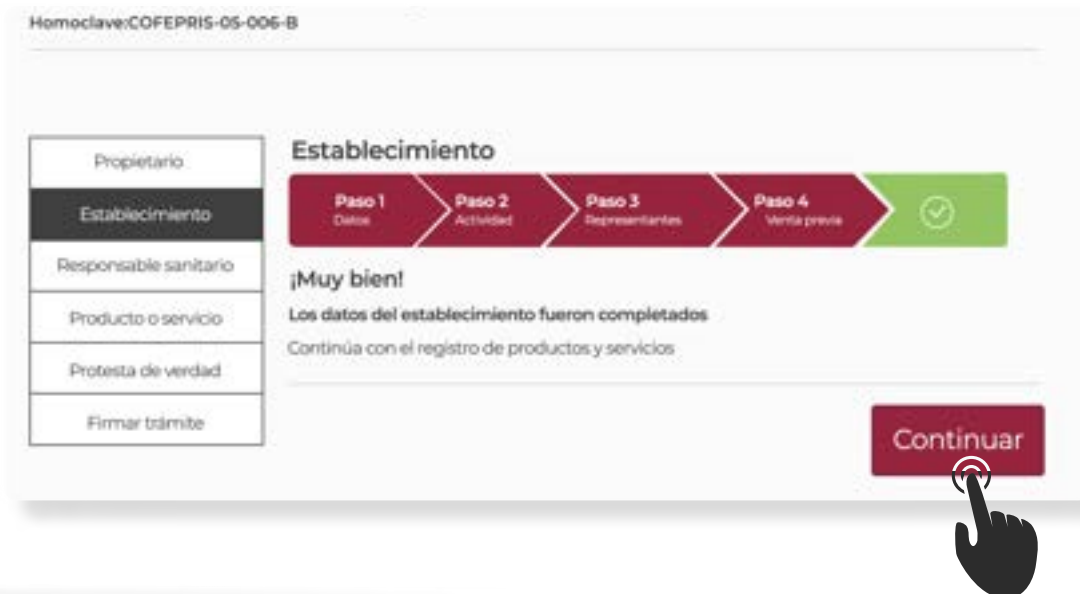 Homoclave:COFEPRIS-05-006-B
Propietario
Establecimiento
Responsable sanitario
Producto o servicio
Protesta de verdad
Firmar trámite
Establecimiento
Paso 1
Datos
Paso 2
Actividad
Paso 3
Representantes
Paso 4
Venta previa
¡Muy bien!
Los datos del establecimiento fueron completados
Continúa con el registro de productos y servicios
Continuar